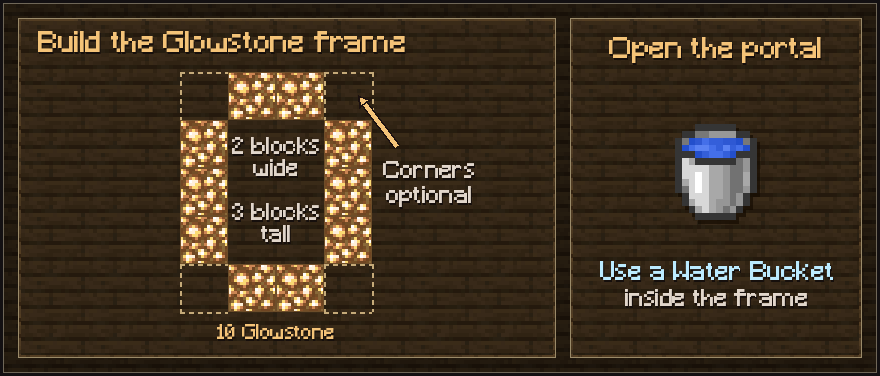 Build the Glowstone frame
2 blocks
wide
3 blocks
tall
Corners
optional
10 Glowstone
Open the portal
Use a Water Bucket
inside the frame